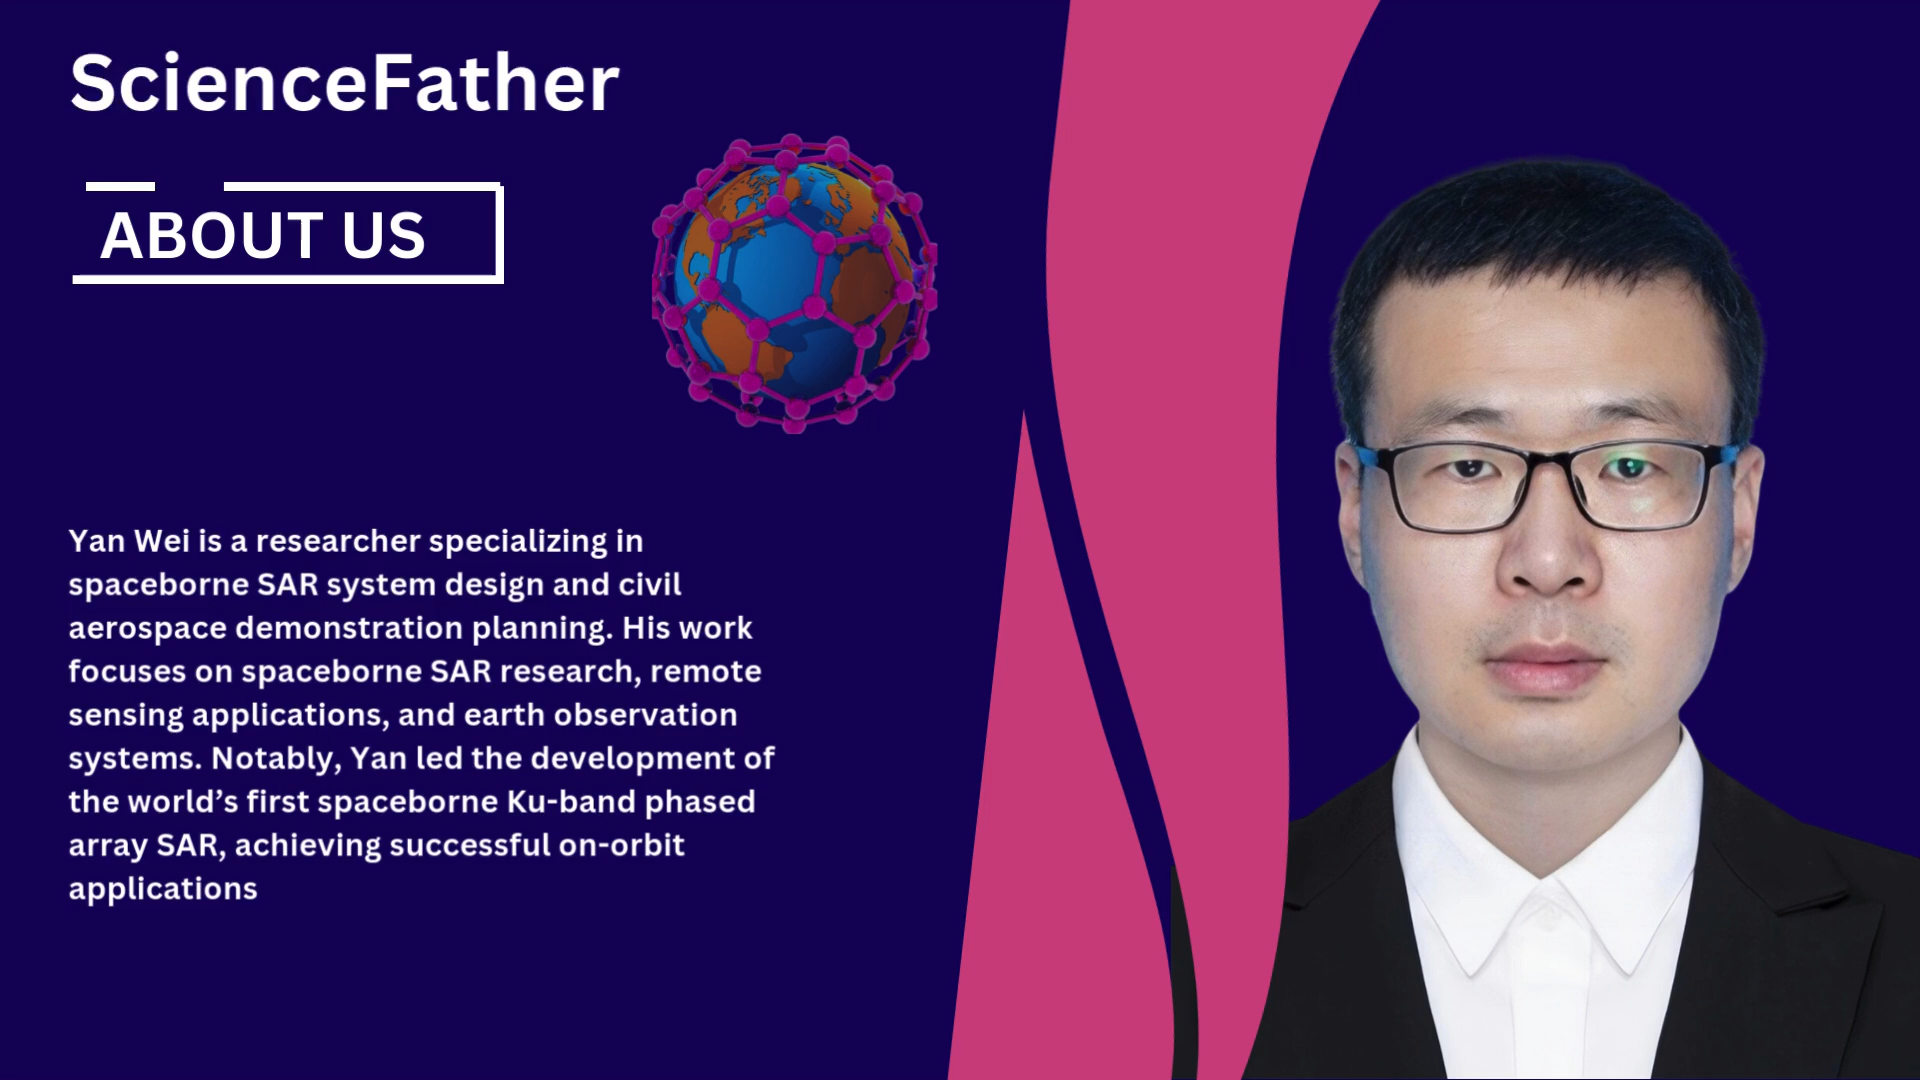 ScienceFather
ABOUT US
Yan Wei is a researcher specializing in
spaceborne SAR system design and civil
aerospace demonstration planning. His work
focuses on spaceborne SAR research, remote
sensing applications, and earth observation
systems. Notably, Yan led the development of
the world’s first spaceborne Ku-band phased
array SAR, achieving successful on-orbit
applications